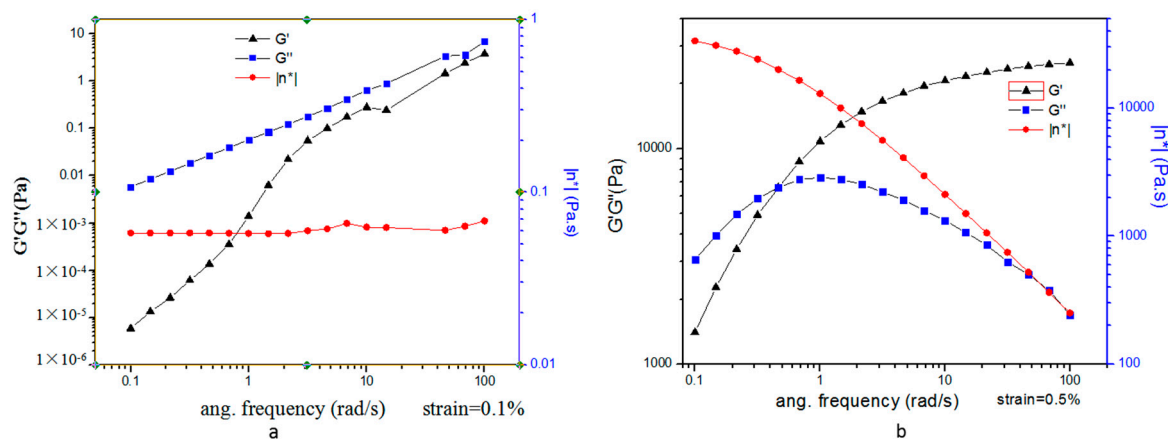 10
1
0.1
0.01
1×10⁻³
1×10⁻⁴
1×10⁻⁵
1×10⁻⁶
G'G''(Pa)
G'
G''
|n*|
1
0.1
0.01
|n*| (Pa.s)
0.1
1
10
100
ang. frequency (rad/s)
strain=0.1%
a
10000
1000
G'G''(Pa)
G'
G''
|n*|
10000
1000
100
|n*| (Pa.s)
0.1
1
10
100
ang. frequency (rad/s)
strain=0.5%
b